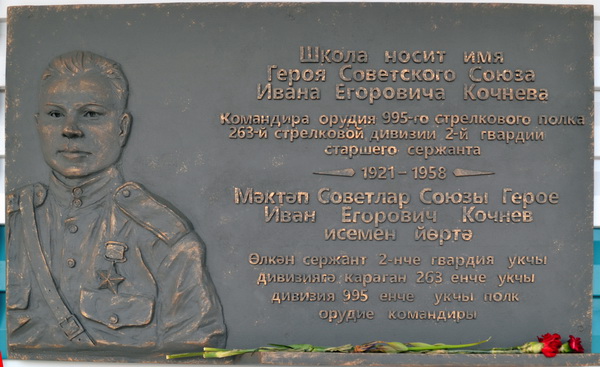 Школа носит имя
Героя Советского Союза
Ивана Егоровича Кочнева
Командира орудия 995-го стрелкового полка
263-й стрелковой дивизии 2-й гвардии
старшего сержанта
1921 – 1958
Мәктәп Советлар Союзы Герое
Иван Егорович Кочнев
исемен йөртә
Өлкән сержант 2-нче гвардия укчы
дивизиягә караган 263 енче укчы
дивизия 995 енче укчы полк
орудие командиры